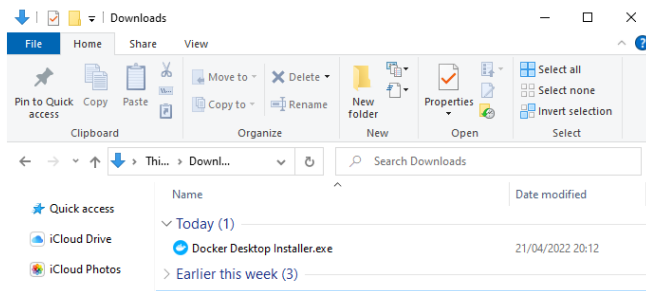 Downloads
File Home Share View
Pin to Quick access
Copy
Paste
Move to
Copy to
Delete
Rename
New folder
Properties
Select all
Select none
Invert selection
Clipboard Organize New Open Select
Thi... Downl... Search Downloads
Name Date modified
Quick access
iCloud Drive
iCloud Photos
Today (1)
Docker Desktop Installer.exe 21/04/2022 20:12
Earlier this week (3)